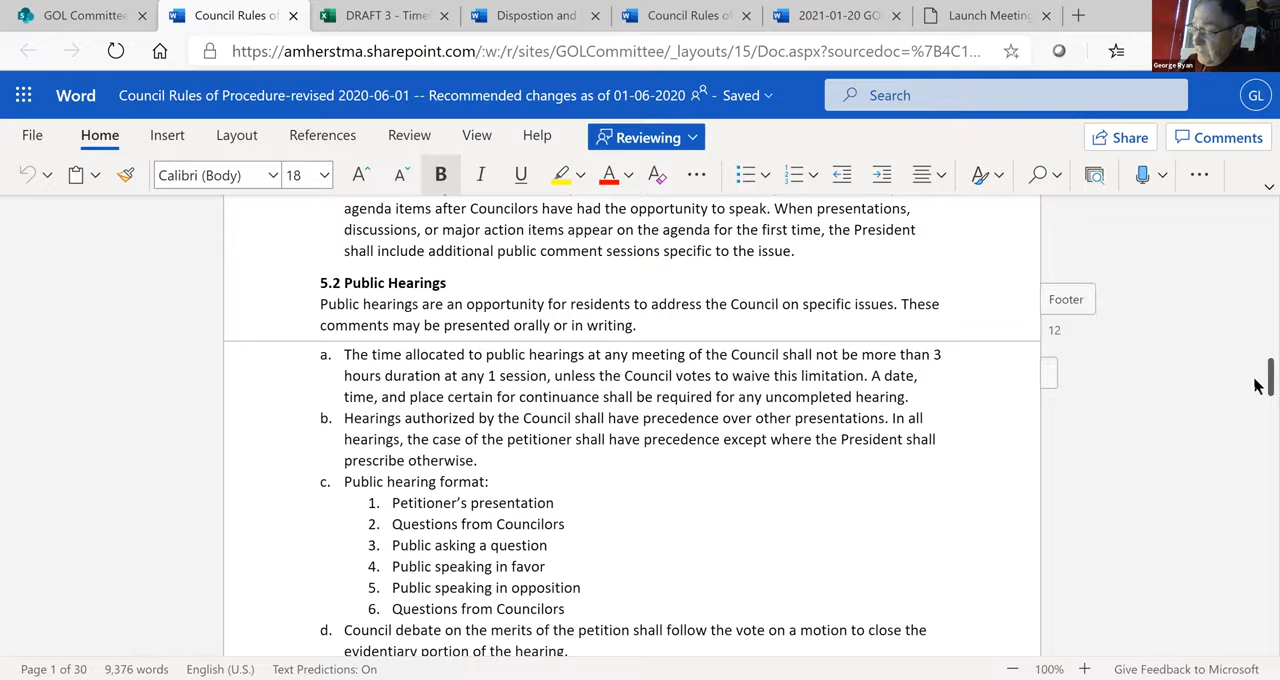 GOL Committee
Council Rules of
DRAFT 3 - Time
Dispostion and
Council Rules of
2021-01-20 GO
Launch Meeting
https://amherstma.sharepoint.com/:w:/r/sites/GOLCommittee/_layouts/15/Doc.aspx?sourcedoc=%7B4C1...
George Ryan
Word
Council Rules of Procedure-revised 2020-06-01 -- Recommended changes as of 01-06-2020 - Saved
Search
GL
File Home Insert Layout References Review View Help Reviewing Share Comments
Calibri (Body) 18 A A B I U A A ...
agenda items after Councilors have had the opportunity to speak. When presentations,
discussions, or major action items appear on the agenda for the first time, the President
shall include additional public comment sessions specific to the issue.
5.2 Public Hearings
Public hearings are an opportunity for residents to address the Council on specific issues. These
comments may be presented orally or in writing.
Footer
12
a. The time allocated to public hearings at any meeting of the Council shall not be more than 3
hours duration at any 1 session, unless the Council votes to waive this limitation. A date,
time, and place certain for continuance shall be required for any uncompleted hearing.
b. Hearings authorized by the Council shall have precedence over other presentations. In all
hearings, the case of the petitioner shall have precedence except where the President shall
prescribe otherwise.
c. Public hearing format:
1. Petitioner’s presentation
2. Questions from Councilors
3. Public asking a question
4. Public speaking in favor
5. Public speaking in opposition
6. Questions from Councilors
d. Council debate on the merits of the petition shall follow the vote on a motion to close the
evidentiary portion of the hearing.
Page 1 of 30 9,376 words English (U.S.) Text Predictions: On 100% Give Feedback to Microsoft